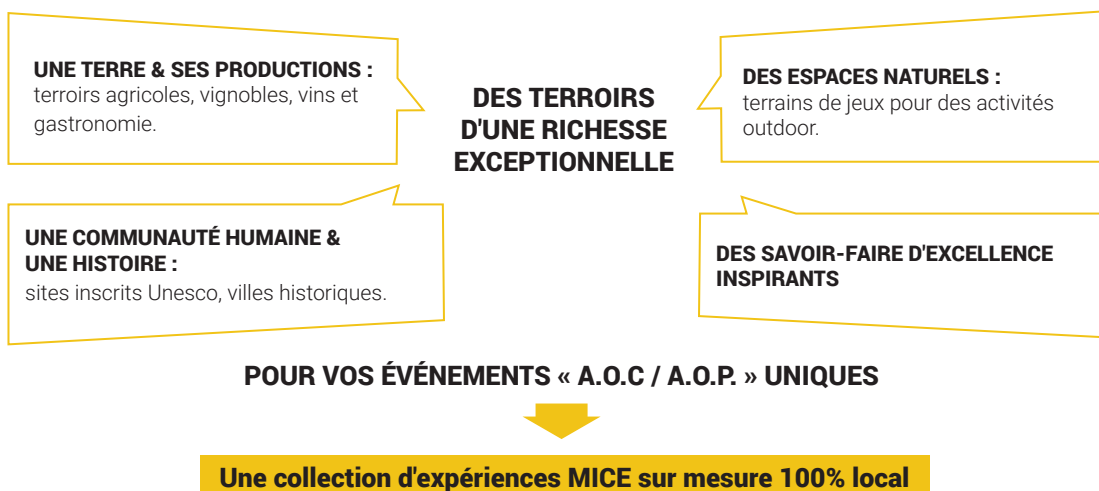 UNE TERRE & SES PRODUCTIONS :
terroirs agricoles, vignobles, vins et
gastronomie.
DES TERROIRS
D'UNE RICHESSE
EXCEPTIONNELLE
DES ESPACES NATURELS :
terrains de jeux pour des activités
outdoor.
UNE COMMUNAUTÉ HUMAINE &
UNE HISTOIRE :
sites inscrits Unesco, villes historiques.
DES SAVOIR-FAIRE D'EXCELLENCE
INSPIRANTS
POUR VOS ÉVÉNEMENTS « A.O.C / A.O.P. » UNIQUES
Une collection d'expériences MICE sur mesure 100% local